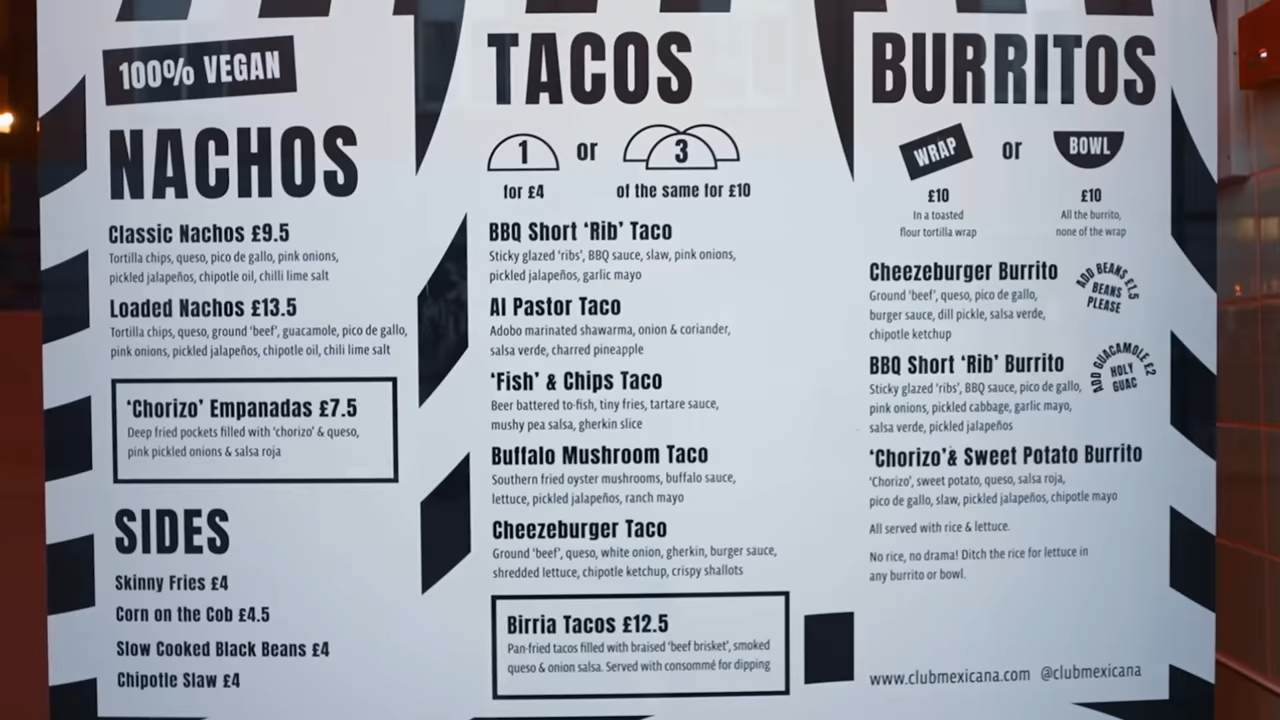 100% VEGAN
NACHOS
Classic Nachos £9.5
Tortilla chips, queso, pico de gallo, pink onions,
pickled jalapeños, chipotle oil, chilli lime salt
Loaded Nachos £13.5
Tortilla chips, queso, ground 'beef', guacamole, pico de gallo,
pink onions, pickled jalapeños, chipotle oil, chili lime salt
'Chorizo' Empanadas £7.5
Deep fried pockets filled with 'chorizo' & queso,
pink pickled onions & salsa roja
SIDES
Skinny Fries £4
Corn on the Cob £4.5
Slow Cooked Black Beans £4
Chipotle Slaw £4
TACOS
1 or 3
for £4 of the same for £10
BBQ Short 'Rib' Taco
Sticky glazed 'ribs', BBQ sauce, slaw, pink onions,
pickled jalapeños, garlic mayo
Al Pastor Taco
Adobo marinated shawarma, onion & coriander,
salsa verde, charred pineapple
'Fish' & Chips Taco
Beer battered to-fish, tiny fries, tartare sauce,
mushy pea salsa, gherkin slice
Buffalo Mushroom Taco
Southern fried oyster mushrooms, buffalo sauce,
lettuce, pickled jalapeños, ranch mayo
Cheezeburger Taco
Ground 'beef', queso, white onion, gherkin, burger sauce,
shredded lettuce, chipotle ketchup, crispy shallots
Birria Tacos £12.5
Pan-fried tacos filled with braised 'beef brisket', smoked
queso & onion salsa. Served with consommé for dipping
BURRITOS
WRAP or BOWL
£10 £10
In a toasted All the burrito,
flour tortilla wrap none of the wrap
Cheezeburger Burrito
Ground 'beef', queso, pico de gallo,
burger sauce, dill pickle, salsa verde,
chipotle ketchup
ADD BEANS £1.5
BEANS
PLEASE
BBQ Short 'Rib' Burrito
Sticky glazed 'ribs', BBQ sauce, pico de gallo,
pink onions, pickled cabbage, garlic mayo,
salsa verde, pickled jalapeños
ADD GUACAMOLE £2
HOLY
GUAC
'Chorizo'& Sweet Potato Burrito
'Chorizo', sweet potato, queso, salsa roja,
pico de gallo, slaw, pickled jalapeños, chipotle mayo
All served with rice & lettuce.
No rice, no drama! Ditch the rice for lettuce in
any burrito or bowl.
www.clubmexicana.com @clubmexicana